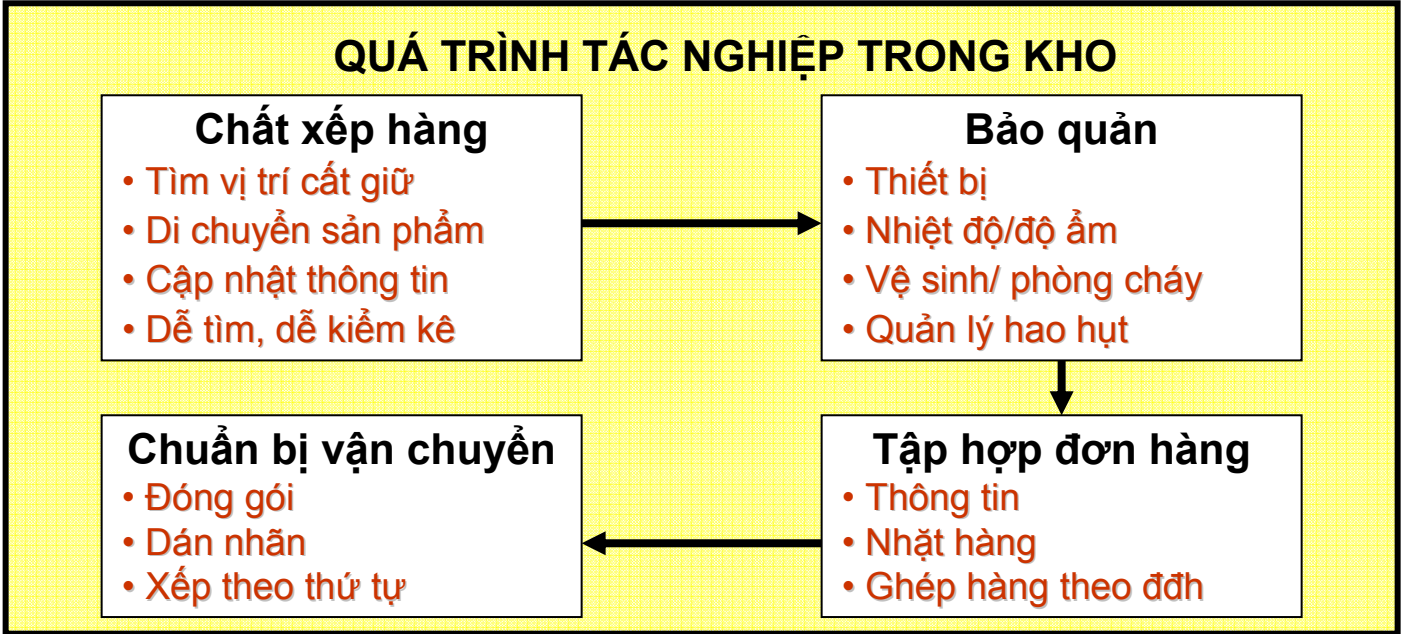 QUÁ TRÌNH TÁC NGHIỆP TRONG KHO
Chất xếp hàng
• Tìm vị trí cất giữ
• Di chuyển sản phẩm
• Cập nhật thông tin
• Dễ tìm, dễ kiểm kê
Bảo quản
• Thiết bị
• Nhiệt độ/độ ẩm
• Vệ sinh/ phòng cháy
• Quản lý hao hụt
Tập hợp đơn hàng
• Thông tin
• Nhặt hàng
• Ghép hàng theo đđh
Chuẩn bị vận chuyển
• Đóng gói
• Dán nhãn
• Xếp theo thứ tự